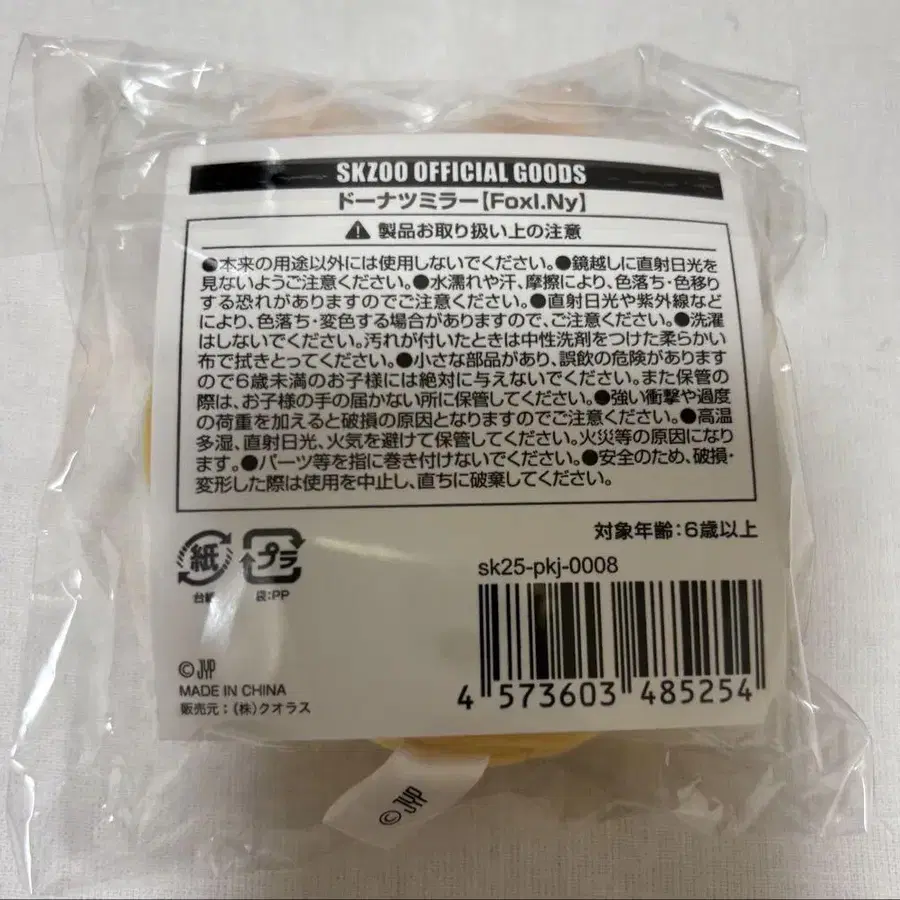 SKZOO OFFICIAL GOODS
ドーナツミラー【FoxI.Ny】
製品お取り扱い上の注意
●本来の用途以外には使用しないでください。●鏡越しに直射日光を
見ないようご注意ください。●水濡れや汗、摩擦により、色落ち・色移り
する恐れがありますのでご注意ください。●直射日光や紫外線など
により、色落ち・変色する場合がありますので、ご注意ください。●洗濯
はしないでください。汚れが付いたときは中性洗剤をつけた柔らかい
布で拭きとってください。●小さな部品があり、誤飲の危険があります
ので6歳未満のお子様には絶対に与えないでください。また保管の
際は、お子様の手の届かない所に保管してください。●強い衝撃や過度
の荷重を加えると破損の原因となりますのでご注意ください。●高温
多湿、直射日光、火気を避けて保管してください。火災等の原因になり
ます。●パーツ等を指に巻き付けないでください。●安全のため、破損・
変形した際は使用を中止し、直ちに破棄してください。
対象年齢:6歳以上
紙
プラ
台紙
袋:PP
sk25-pkj-0008
4 573603 485254
© JYP
MADE IN CHINA
販売元:(株)クオラス
© JYP